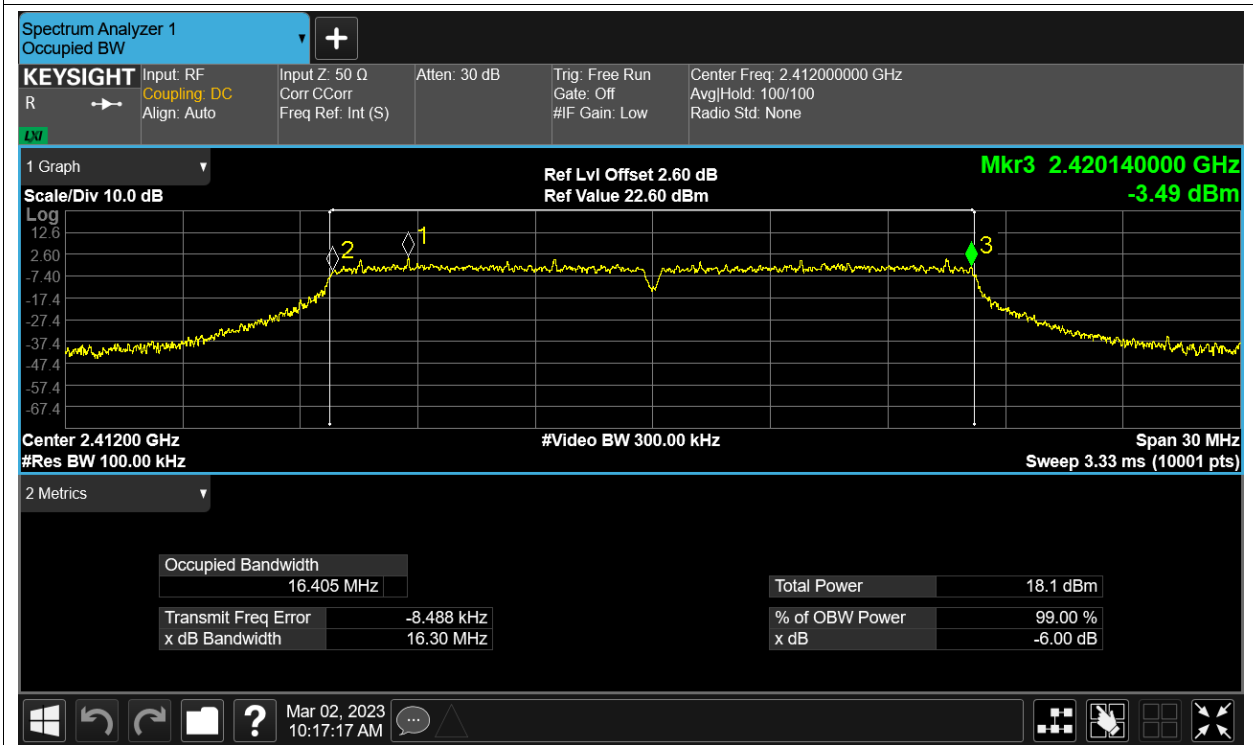 Spectrum Analyzer 1
Occupied BW
KEYSIGHT
R
LXI
Input: RF
Coupling: DC
Align: Auto
Input Z: 50 Ω
Corr CCorr
Freq Ref: Int (S)
Atten: 30 dB
Trig: Free Run
Gate: Off
#IF Gain: Low
Center Freq: 2.412000000 GHz
Avg|Hold: 100/100
Radio Std: None
1 Graph
Scale/Div 10.0 dB
Ref Lvl Offset 2.60 dB
Ref Value 22.60 dBm
Mkr3 2.420140000 GHz
-3.49 dBm
Log
12.6
2.60
-7.40
-17.4
-27.4
-37.4
-47.4
-57.4
-67.4
2
1
3
Center 2.41200 GHz
#Res BW 100.00 kHz
#Video BW 300.00 kHz
Span 30 MHz
Sweep 3.33 ms (10001 pts)
2 Metrics
Occupied Bandwidth
16.405 MHz
Total Power 18.1 dBm
Transmit Freq Error -8.488 kHz
% of OBW Power 99.00 %
x dB Bandwidth 16.30 MHz
x dB -6.00 dB
?
Mar 02, 2023
10:17:17 AM